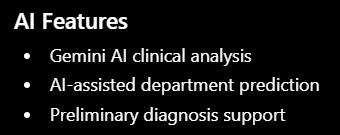 AI Features
• Gemini AI clinical analysis
• AI-assisted department prediction
• Preliminary diagnosis support